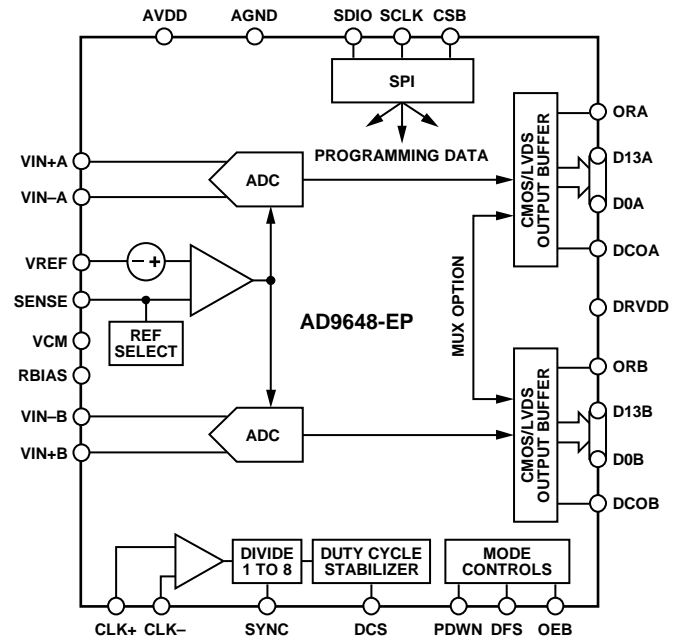 AVDD AGND SDIO SCLK CSB
SPI
PROGRAMMING DATA
VIN+A
VIN–A
ADC
CMOS/LVDS
OUTPUT BUFFER
ORA
D13A
D0A
DCOA
VREF
– +
SENSE
REF
SELECT
VCM
RBIAS
AD9648-EP
MUX OPTION
DRVDD
VIN–B
VIN+B
ADC
CMOS/LVDS
OUTPUT BUFFER
ORB
D13B
D0B
DCOB
DIVIDE
1 TO 8
DUTY CYCLE
STABILIZER
MODE
CONTROLS
CLK+ CLK– SYNC DCS PDWN DFS OEB